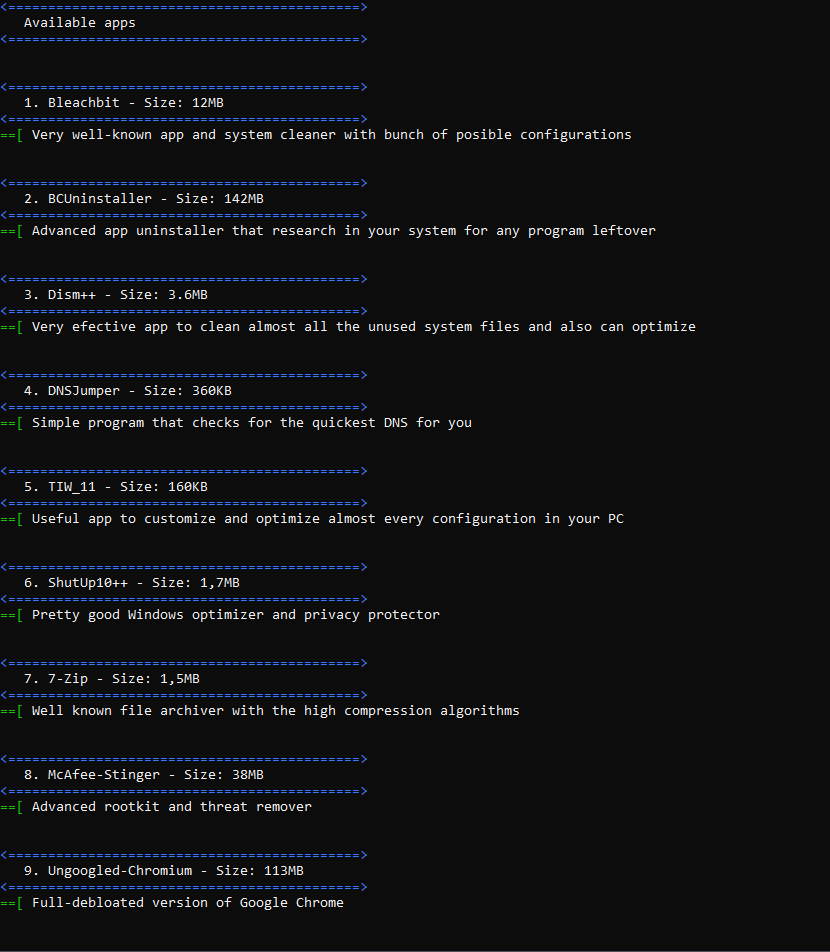 <============================================>
Available apps
<============================================>
<============================================>
1. Bleachbit - Size: 12MB
<============================================>
==[ Very well-known app and system cleaner with bunch of posible configurations
<============================================>
2. BCUninstaller - Size: 142MB
<============================================>
==[ Advanced app uninstaller that research in your system for any program leftover
<============================================>
3. Dism++ - Size: 3.6MB
<============================================>
==[ Very efective app to clean almost all the unused system files and also can optimize
<============================================>
4. DNSJumper - Size: 360KB
<============================================>
==[ Simple program that checks for the quickest DNS for you
<============================================>
5. TIW_11 - Size: 160KB
<============================================>
==[ Useful app to customize and optimize almost every configuration in your PC
<============================================>
6. ShutUp10++ - Size: 1,7MB
<============================================>
==[ Pretty good Windows optimizer and privacy protector
<============================================>
7. 7-Zip - Size: 1,5MB
<============================================>
==[ Well known file archiver with the high compression algorithms
<============================================>
8. McAfee-Stinger - Size: 38MB
<============================================>
==[ Advanced rootkit and threat remover
<============================================>
9. Ungoogled-Chromium - Size: 113MB
<============================================>
==[ Full-debloated version of Google Chrome